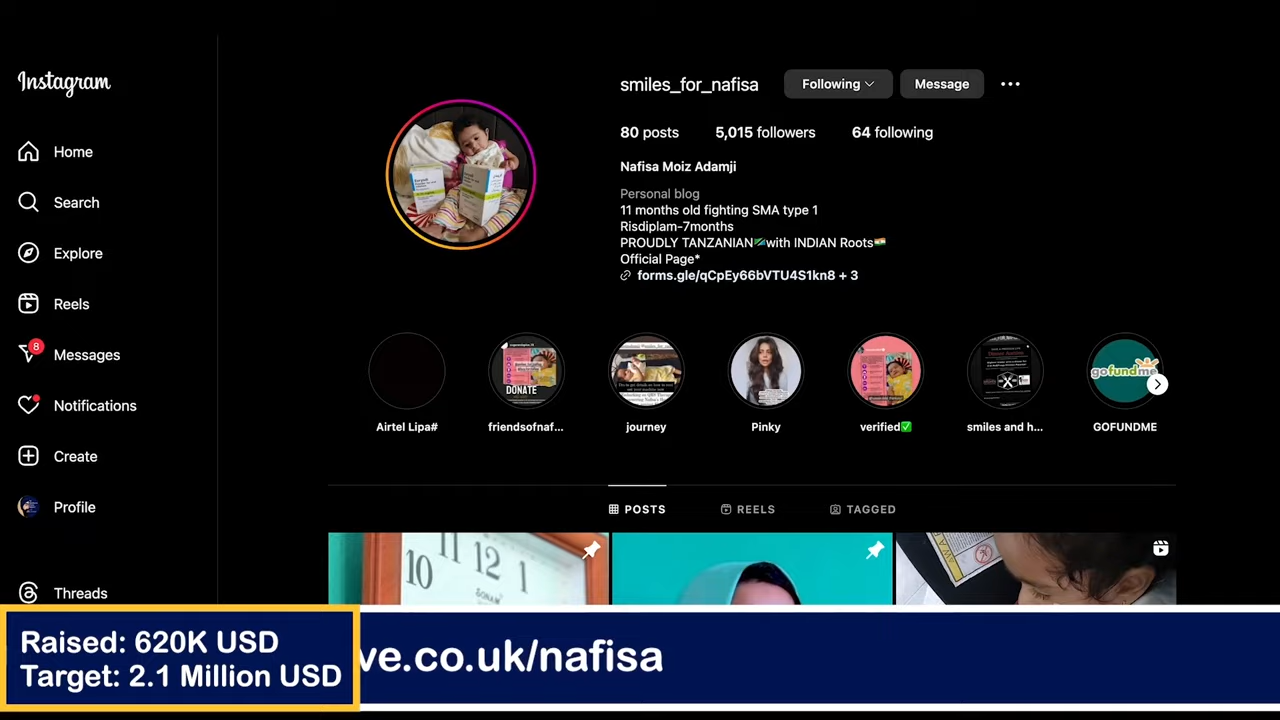 Instagram
Home
Search
Explore
Reels
8
Messages
Notifications
Create
Profile
Threads
smiles_for_nafisa
Following
Message
80 posts 5,015 followers 64 following
Nafisa Moiz Adamji
Personal blog
11 months old fighting SMA type 1
Risdiplam-7months
PROUDLY TANZANIAN🇹🇿with INDIAN Roots🇮🇳
Official Page*
forms.gle/qCpEy66bVTU4S1kn8 + 3
DONATE
gofundme
Airtel Lipa# friendsofnaf... journey Pinky verified✅ smiles and h... GOFUNDME
POSTS REELS TAGGED
10 11 12 1
SONAM
Raised: 620K USD
Target: 2.1 Million USD
ve.co.uk/nafisa